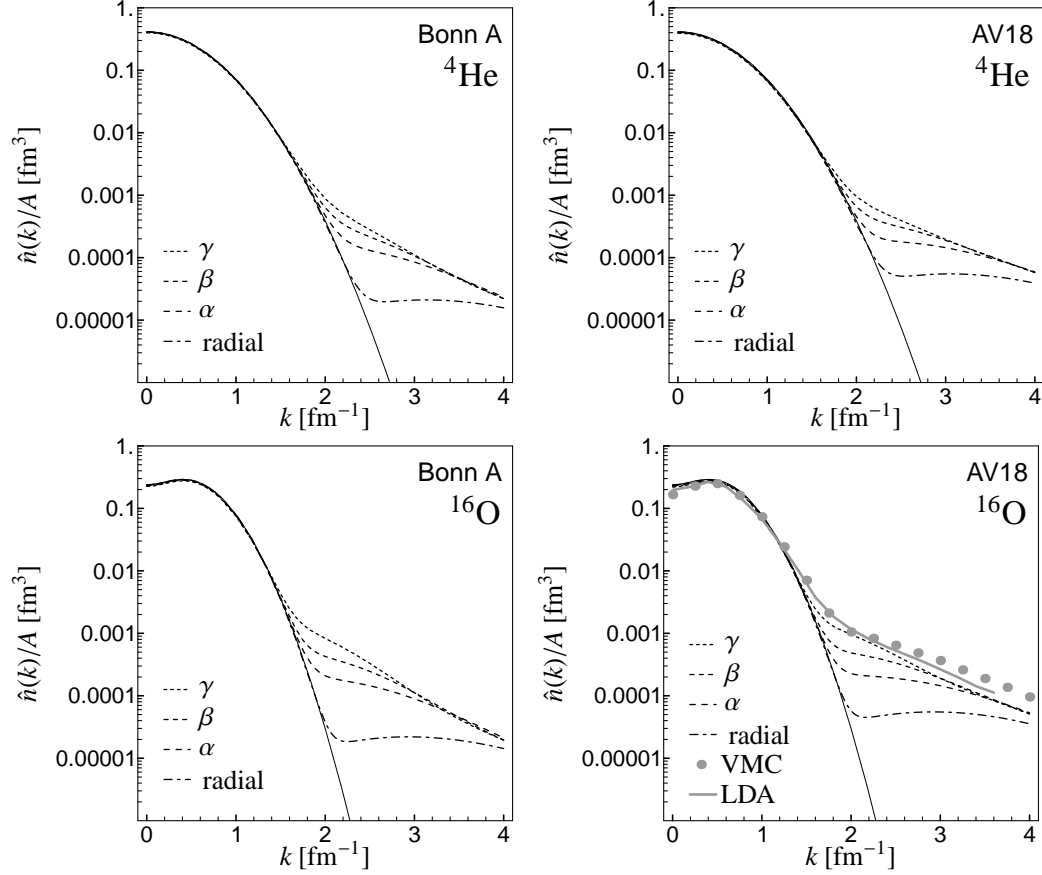 Bonn A
⁴He
n̂(k)/A [fm³]
1.
0.1
0.01
0.001
0.0001
0.00001
γ
β
α
radial
0 1 2 3 4
k [fm⁻¹]
AV18
⁴He
n̂(k)/A [fm³]
1.
0.1
0.01
0.001
0.0001
0.00001
γ
β
α
radial
0 1 2 3 4
k [fm⁻¹]
Bonn A
¹⁶O
n̂(k)/A [fm³]
1.
0.1
0.01
0.001
0.0001
0.00001
γ
β
α
radial
0 1 2 3 4
k [fm⁻¹]
AV18
¹⁶O
n̂(k)/A [fm³]
1.
0.1
0.01
0.001
0.0001
0.00001
γ
β
α
radial
VMC
LDA
0 1 2 3 4
k [fm⁻¹]